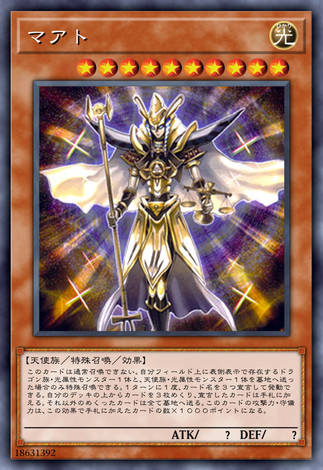 マアト
光
【天使族／特殊召喚／効果】
このカードは通常召喚できない。自分フィールド上に表側表示で存在するドラ
ゴン族・光属性モンスター１体と、天使族・光属性モンスター１体を墓地へ送っ
た場合のみ特殊召喚できる。１ターンに１度、カード名を３つ宣言して発動で
きる。自分のデッキの上からカードを３枚めくり、宣言したカードは手札に加
える。それ以外のめくったカードは全て墓地へ送る。このカードの攻撃力・守備
力は、この効果で手札に加えたカードの数×１０００ポイントになる。
ATK/ ? DEF/ ?
18631392